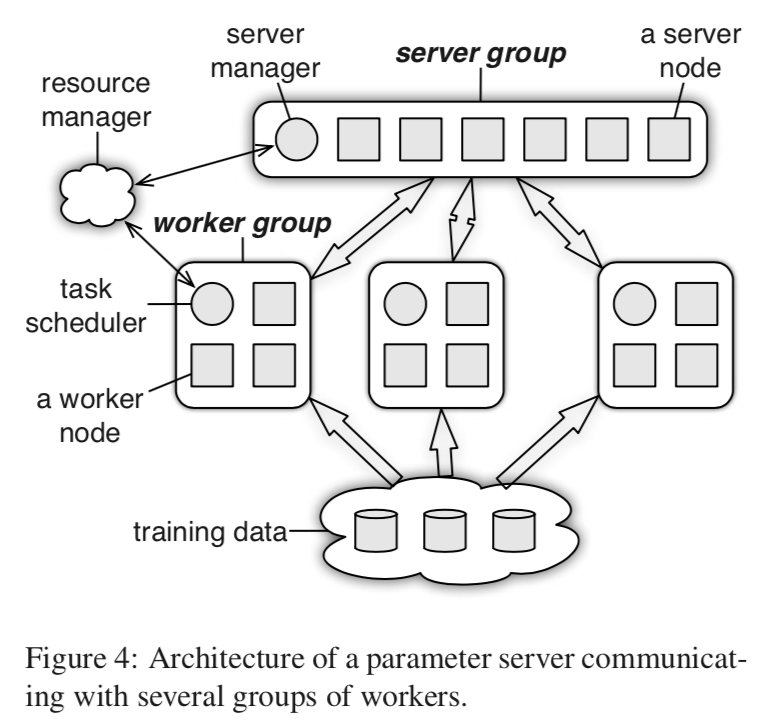 server
manager
server group
a server
node
resource
manager
worker group
task
scheduler
a worker
node
training data
Figure 4: Architecture of a parameter server communicat-
ing with several groups of workers.